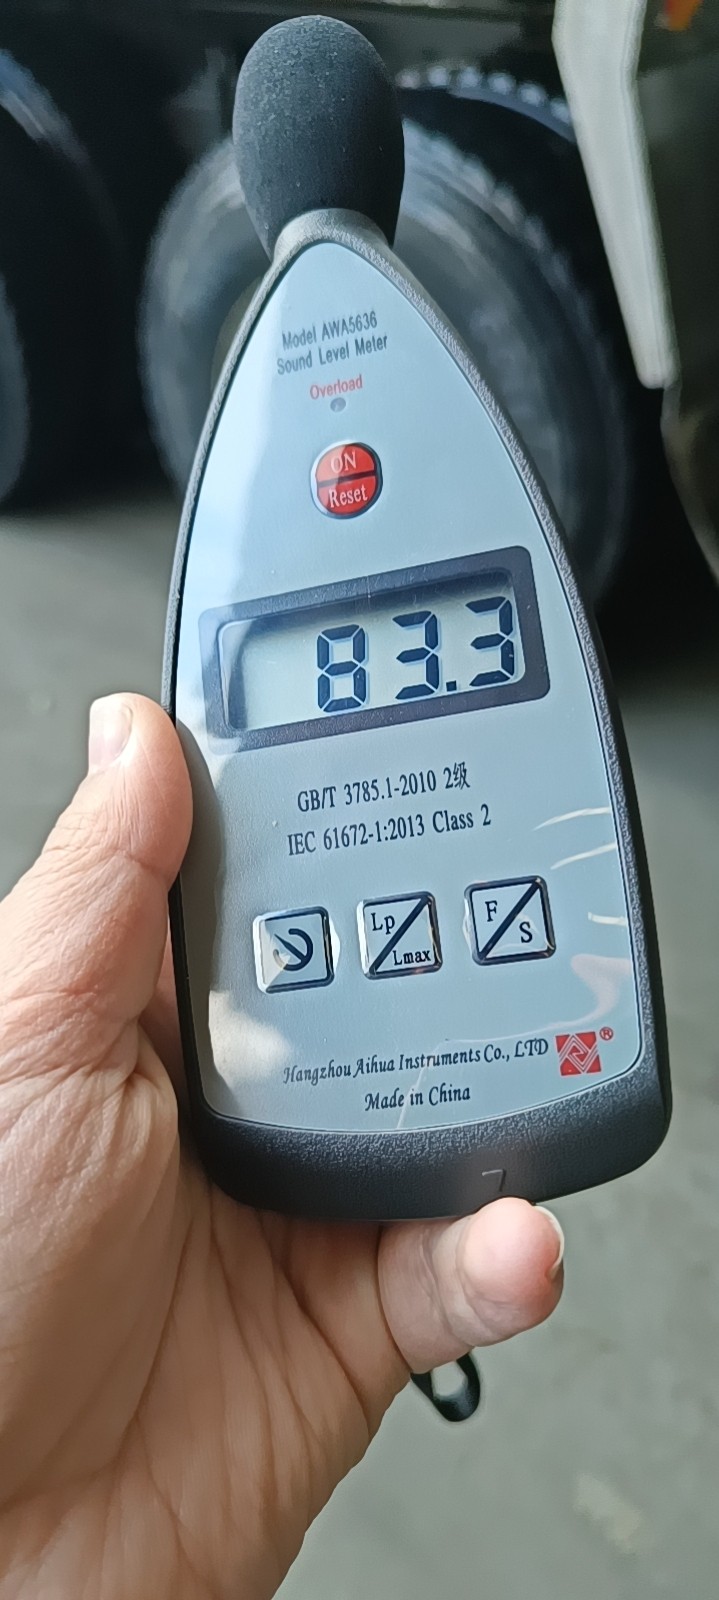 Model AWA5636
Sound Level Meter
Overload
ON
Reset
83.3
GB/T 3785.1-2010 2级
IEC 61672-1:2013 Class 2
Lp
Lmax
F
S
Hangzhou Aihua Instruments Co., LTD ®
Made in China